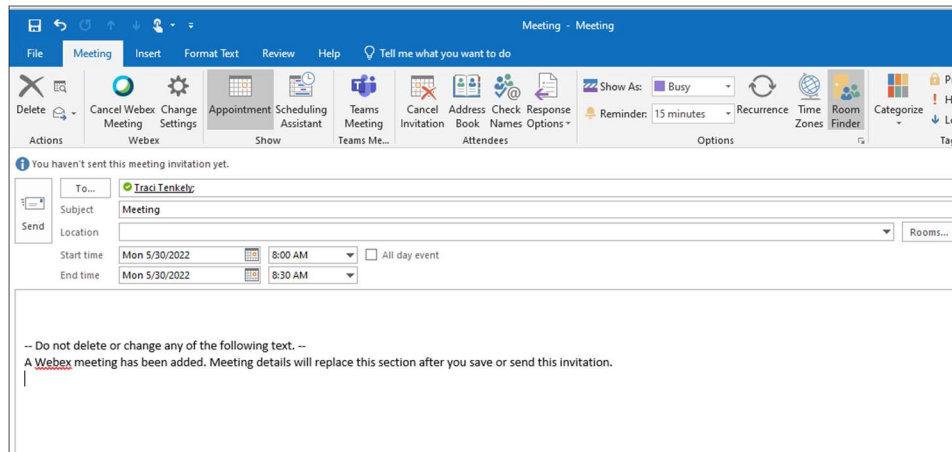 Meeting - Meeting
File Meeting Insert Format Text Review Help Tell me what you want to do
Delete
Actions
Cancel Webex Meeting
Change Settings
Webex
Appointment
Scheduling Assistant
Show
Teams Meeting
Teams Me...
Cancel Invitation
Address Book
Check Names
Response Options
Attendees
Show As: Busy
Reminder: 15 minutes
Recurrence
Time Zones
Room Finder
Options
Categorize
You haven't sent this meeting invitation yet.
Send
To... Traci Tenkely;
Subject Meeting
Location Rooms...
Start time Mon 5/30/2022 8:00 AM All day event
End time Mon 5/30/2022 8:30 AM
-- Do not delete or change any of the following text. --
A Webex meeting has been added. Meeting details will replace this section after you save or send this invitation.